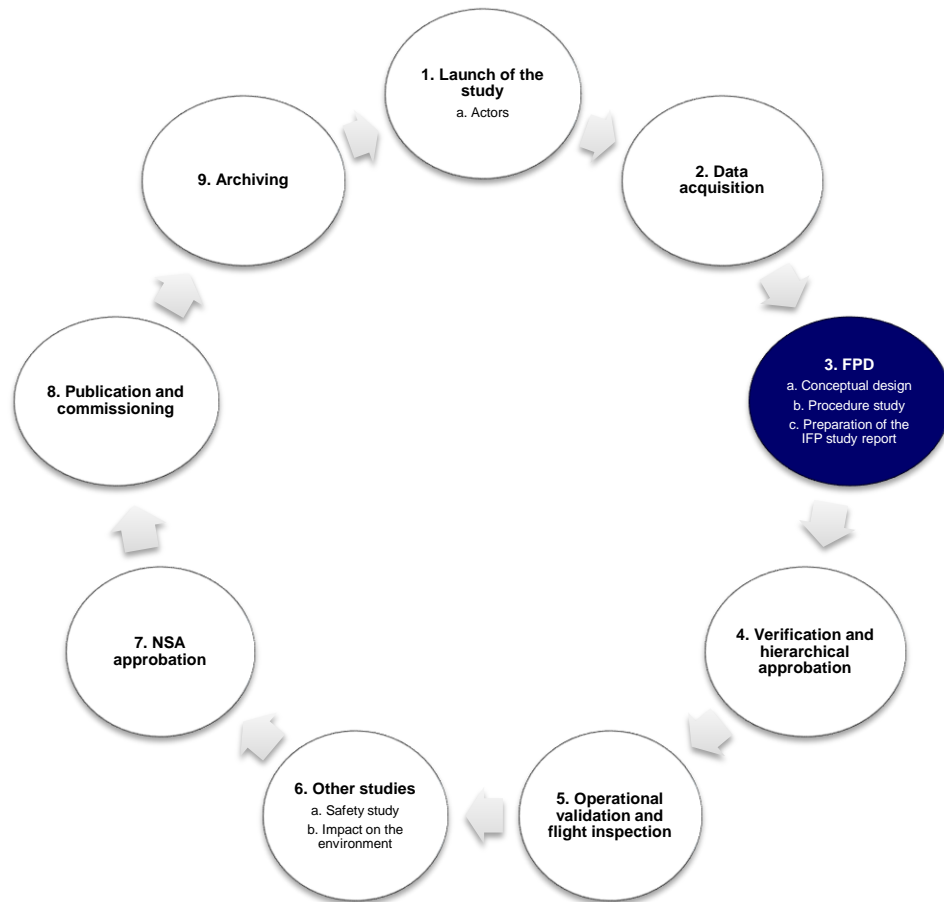 1. Launch of the
study
a. Actors
2. Data
acquisition
3. FPD
a. Conceptual design
b. Procedure study
c. Preparation of the
IFP study report
4. Verification and
hierarchical
approbation
5. Operational
validation and
flight inspection
6. Other studies
a. Safety study
b. Impact on the
environment
7. NSA
approbation
8. Publication and
commissioning
9. Archiving